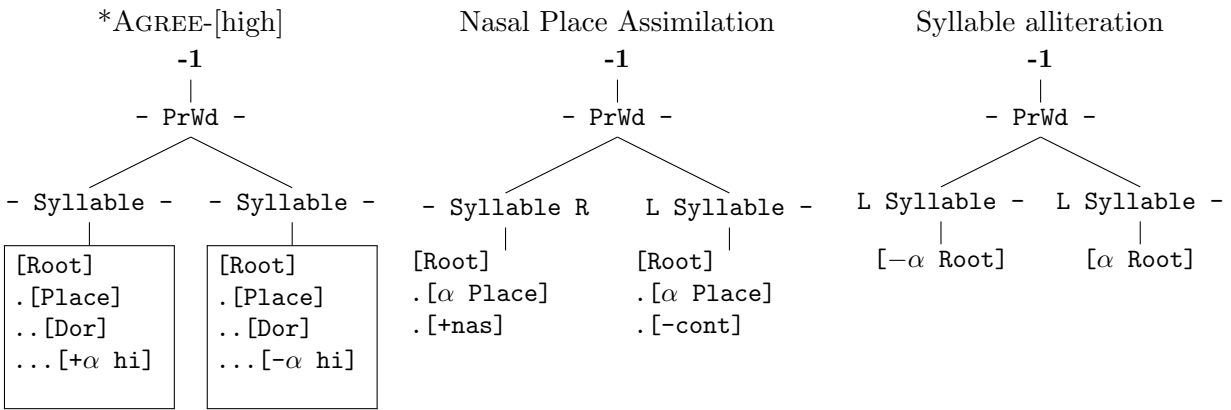 *AGREE-[high]
-1
- PrWd -
- Syllable - - Syllable -
[Root] [Root]
.[Place] .[Place]
..[Dor] ..[Dor]
...[+α hi] ...[-α hi]
Nasal Place Assimilation
-1
- PrWd -
- Syllable R L Syllable -
[Root] [Root]
.[α Place] .[α Place]
.[+nas] .[-cont]
Syllable alliteration
-1
- PrWd -
L Syllable - L Syllable -
[−α Root] [α Root]